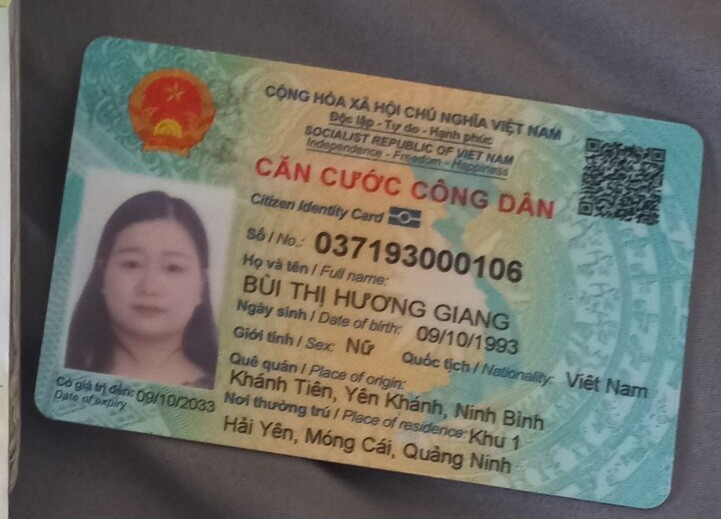 CỘNG HÒA XÃ HỘI CHỦ NGHĨA VIỆT NAM
Độc lập - Tự do - Hạnh phúc
SOCIALIST REPUBLIC OF VIET NAM
Independence - Freedom - Happiness
CĂN CƯỚC CÔNG DÂN
Citizen Identity Card
Số / No.: 037193000106
Họ và tên / Full name:
BÙI THỊ HƯƠNG GIANG
Ngày sinh / Date of birth: 09/10/1993
Giới tính / Sex: Nữ Quốc tịch / Nationality: Việt Nam
Quê quán / Place of origin:
Khánh Tiên, Yên Khánh, Ninh Bình
Nơi thường trú / Place of residence: Khu 1
Hải Yên, Móng Cái, Quảng Ninh
Có giá trị đến: 09/10/2033
Date of expiry